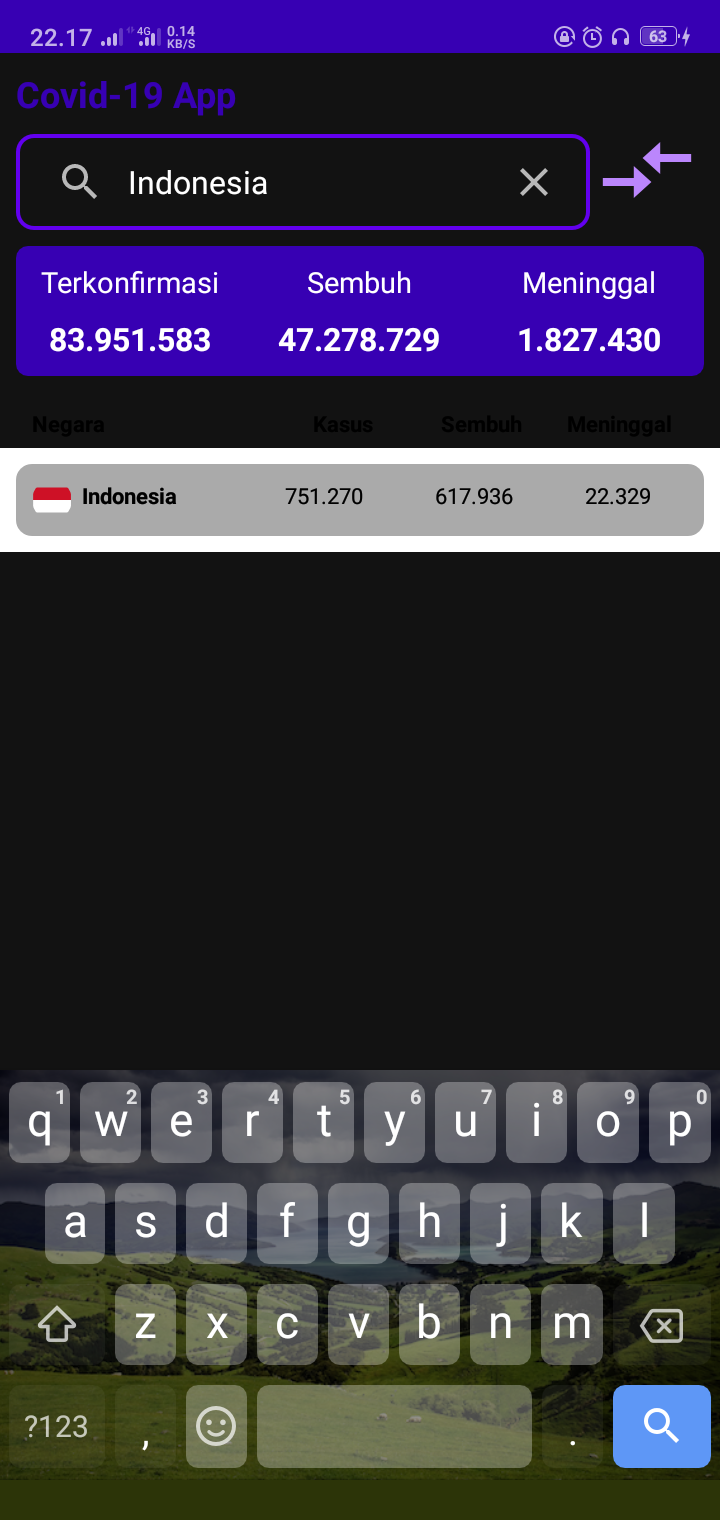 22.17 4G 0.14 KB/S 63
Covid-19 App
Indonesia
Terkonfirmasi Sembuh Meninggal
83.951.583 47.278.729 1.827.430
Negara Kasus Sembuh Meninggal
Indonesia 751.270 617.936 22.329
1 2 3 4 5 6 7 8 9 0
q w e r t y u i o p
a s d f g h j k l
z x c v b n m
?123 , .